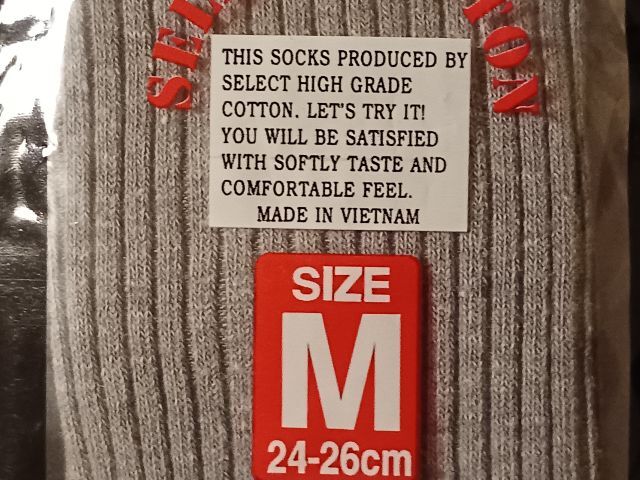 THIS SOCKS PRODUCED BY
SELECT HIGH GRADE
COTTON. LET'S TRY IT!
YOU WILL BE SATISFIED
WITH SOFTLY TASTE AND
COMFORTABLE FEEL.
MADE IN VIETNAM
SIZE
M
24-26cm